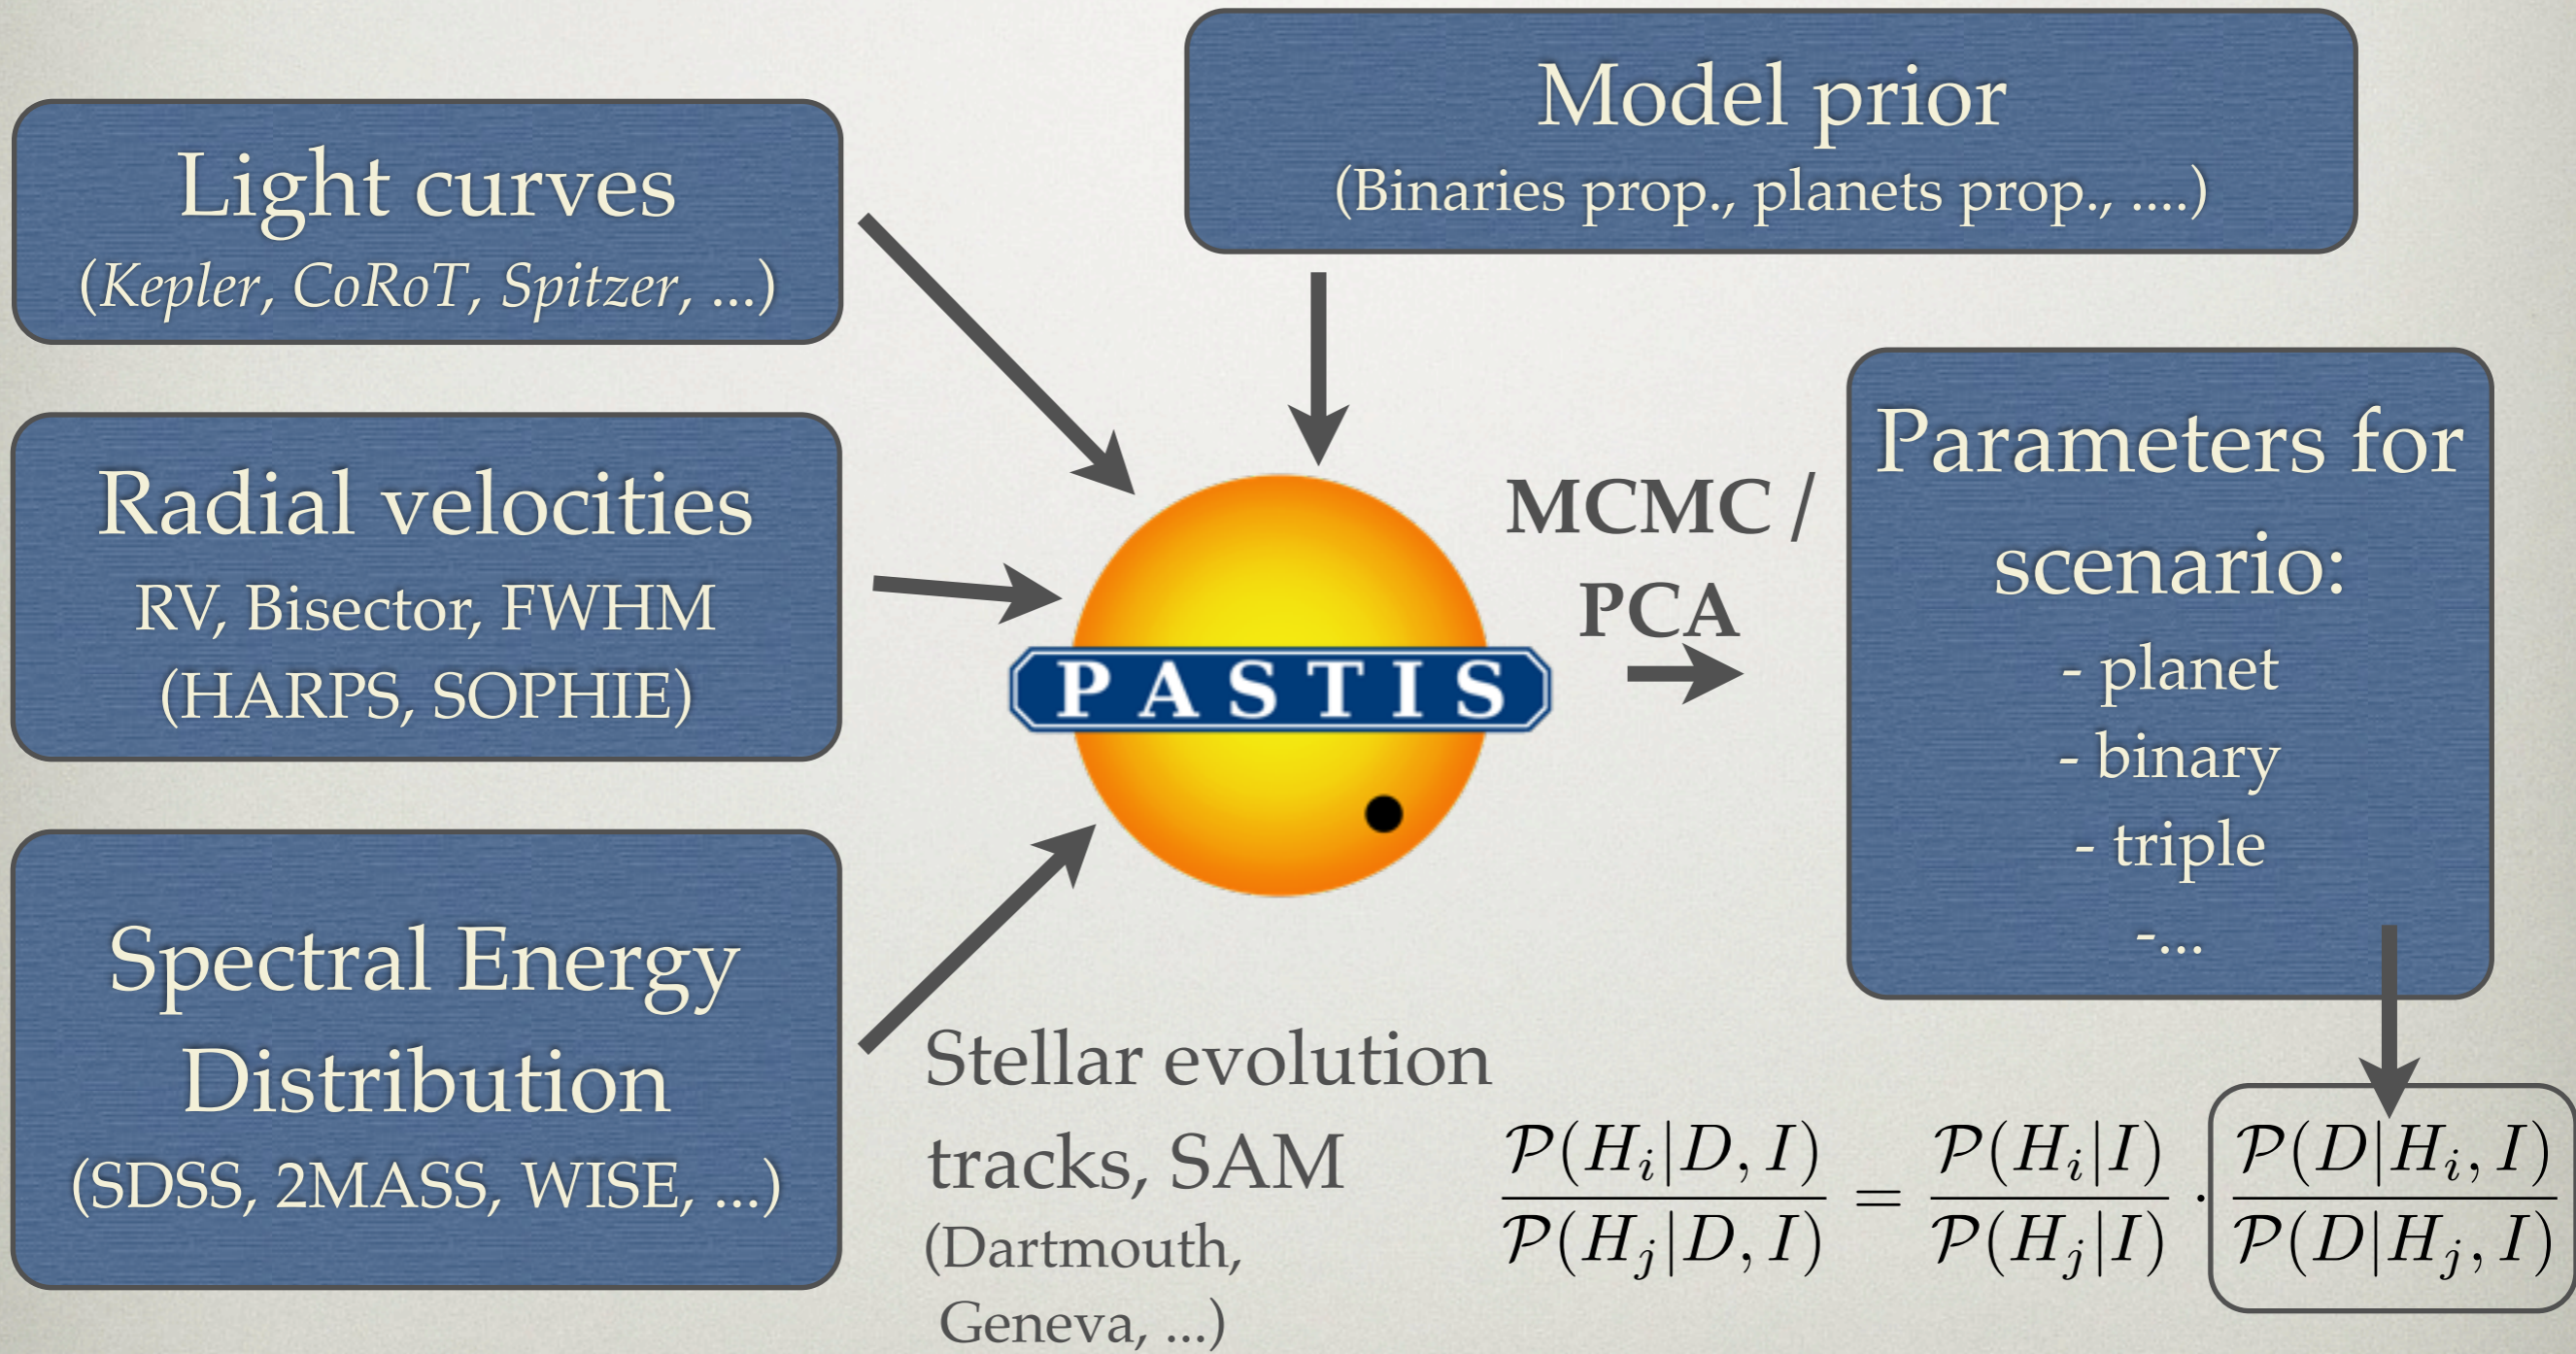 Light curves
(Kepler, CoRoT, Spitzer, ...)
Model prior
(Binaries prop., planets prop., ....)
Radial velocities
RV, Bisector, FWHM
(HARPS, SOPHIE)
Spectral Energy
Distribution
(SDSS, 2MASS, WISE, ...)
PASTIS
MCMC /
PCA
Parameters for
scenario:
- planet
- binary
- triple
-...
Stellar evolution
tracks, SAM
(Dartmouth,
Geneva, ...)
𝒫(H_i|D, I) / 𝒫(H_j|D, I) = 𝒫(H_i|I) / 𝒫(H_j|I) · 𝒫(D|H_i, I) / 𝒫(D|H_j, I)